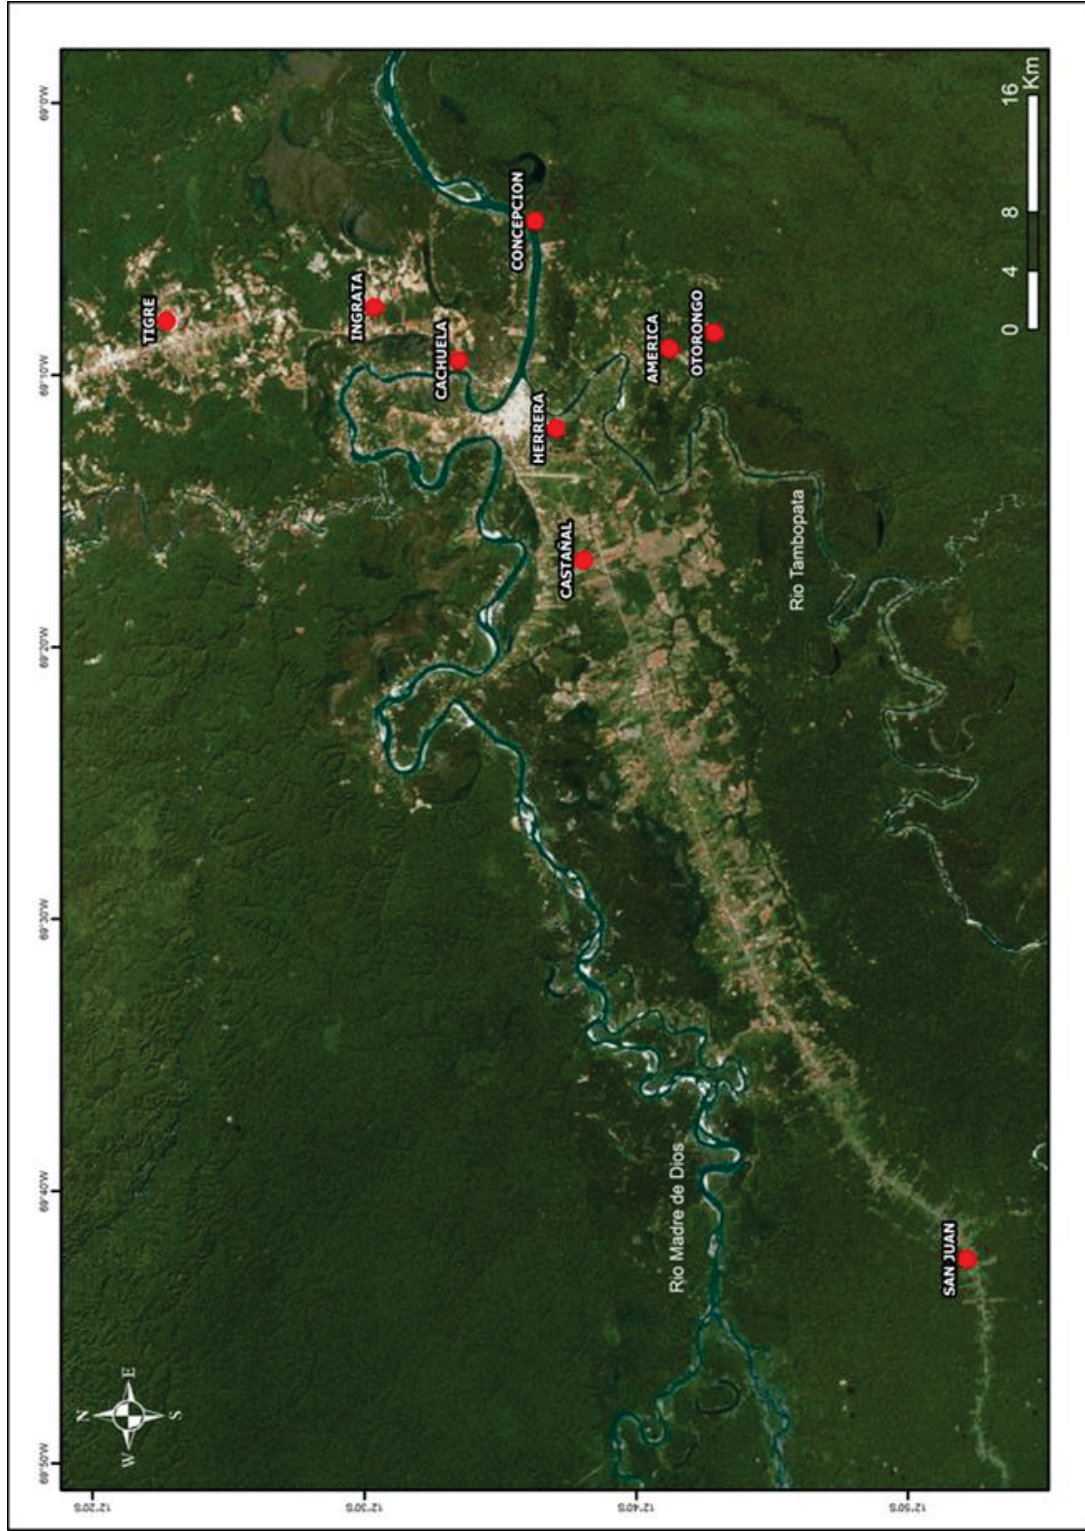 69°50'W
69°40'W
69°30'W
69°20'W
69°10'W
69°0'W
12°20'S
12°30'S
12°40'S
12°50'S
N
W
E
S
TIGRE
INGRATA
CACHUELA
CONCEPCION
HERRERA
CASTAÑAL
AMERICA
OTORONGO
SAN JUAN
Rio Madre de Dios
Rio Tambopata
0 4 8 16
Km